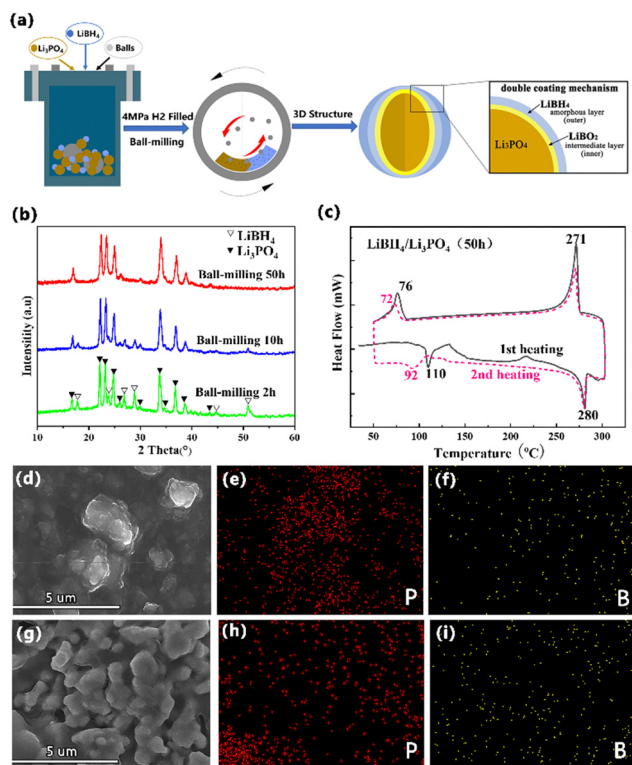 (a)
LiBH₄
Li₃PO₄
Balls
4MPa H2 Filled
Ball-milling
3D Structure
double coating mechanism
LiBH₄
amorphous layer
(outer)
LiBO₂
intermediate layer
(inner)
Li₃PO₄
(b)
▽ LiBH₄
▼ Li₃PO₄
Ball-milling 50h
Ball-milling 10h
Ball-milling 2h
Intensitity (a.u)
10 20 30 40 50 60
2 Theta(°)
(c)
LiBH4/Li₃PO₄（50h）
271
72
76
1st heating
92
110
2nd heating
280
Heat Flow (mW)
50 100 150 200 250 300
Temperature (°C)
(d)
5 um
(e)
P
(f)
B
(g)
5 um
(h)
P
(i)
B